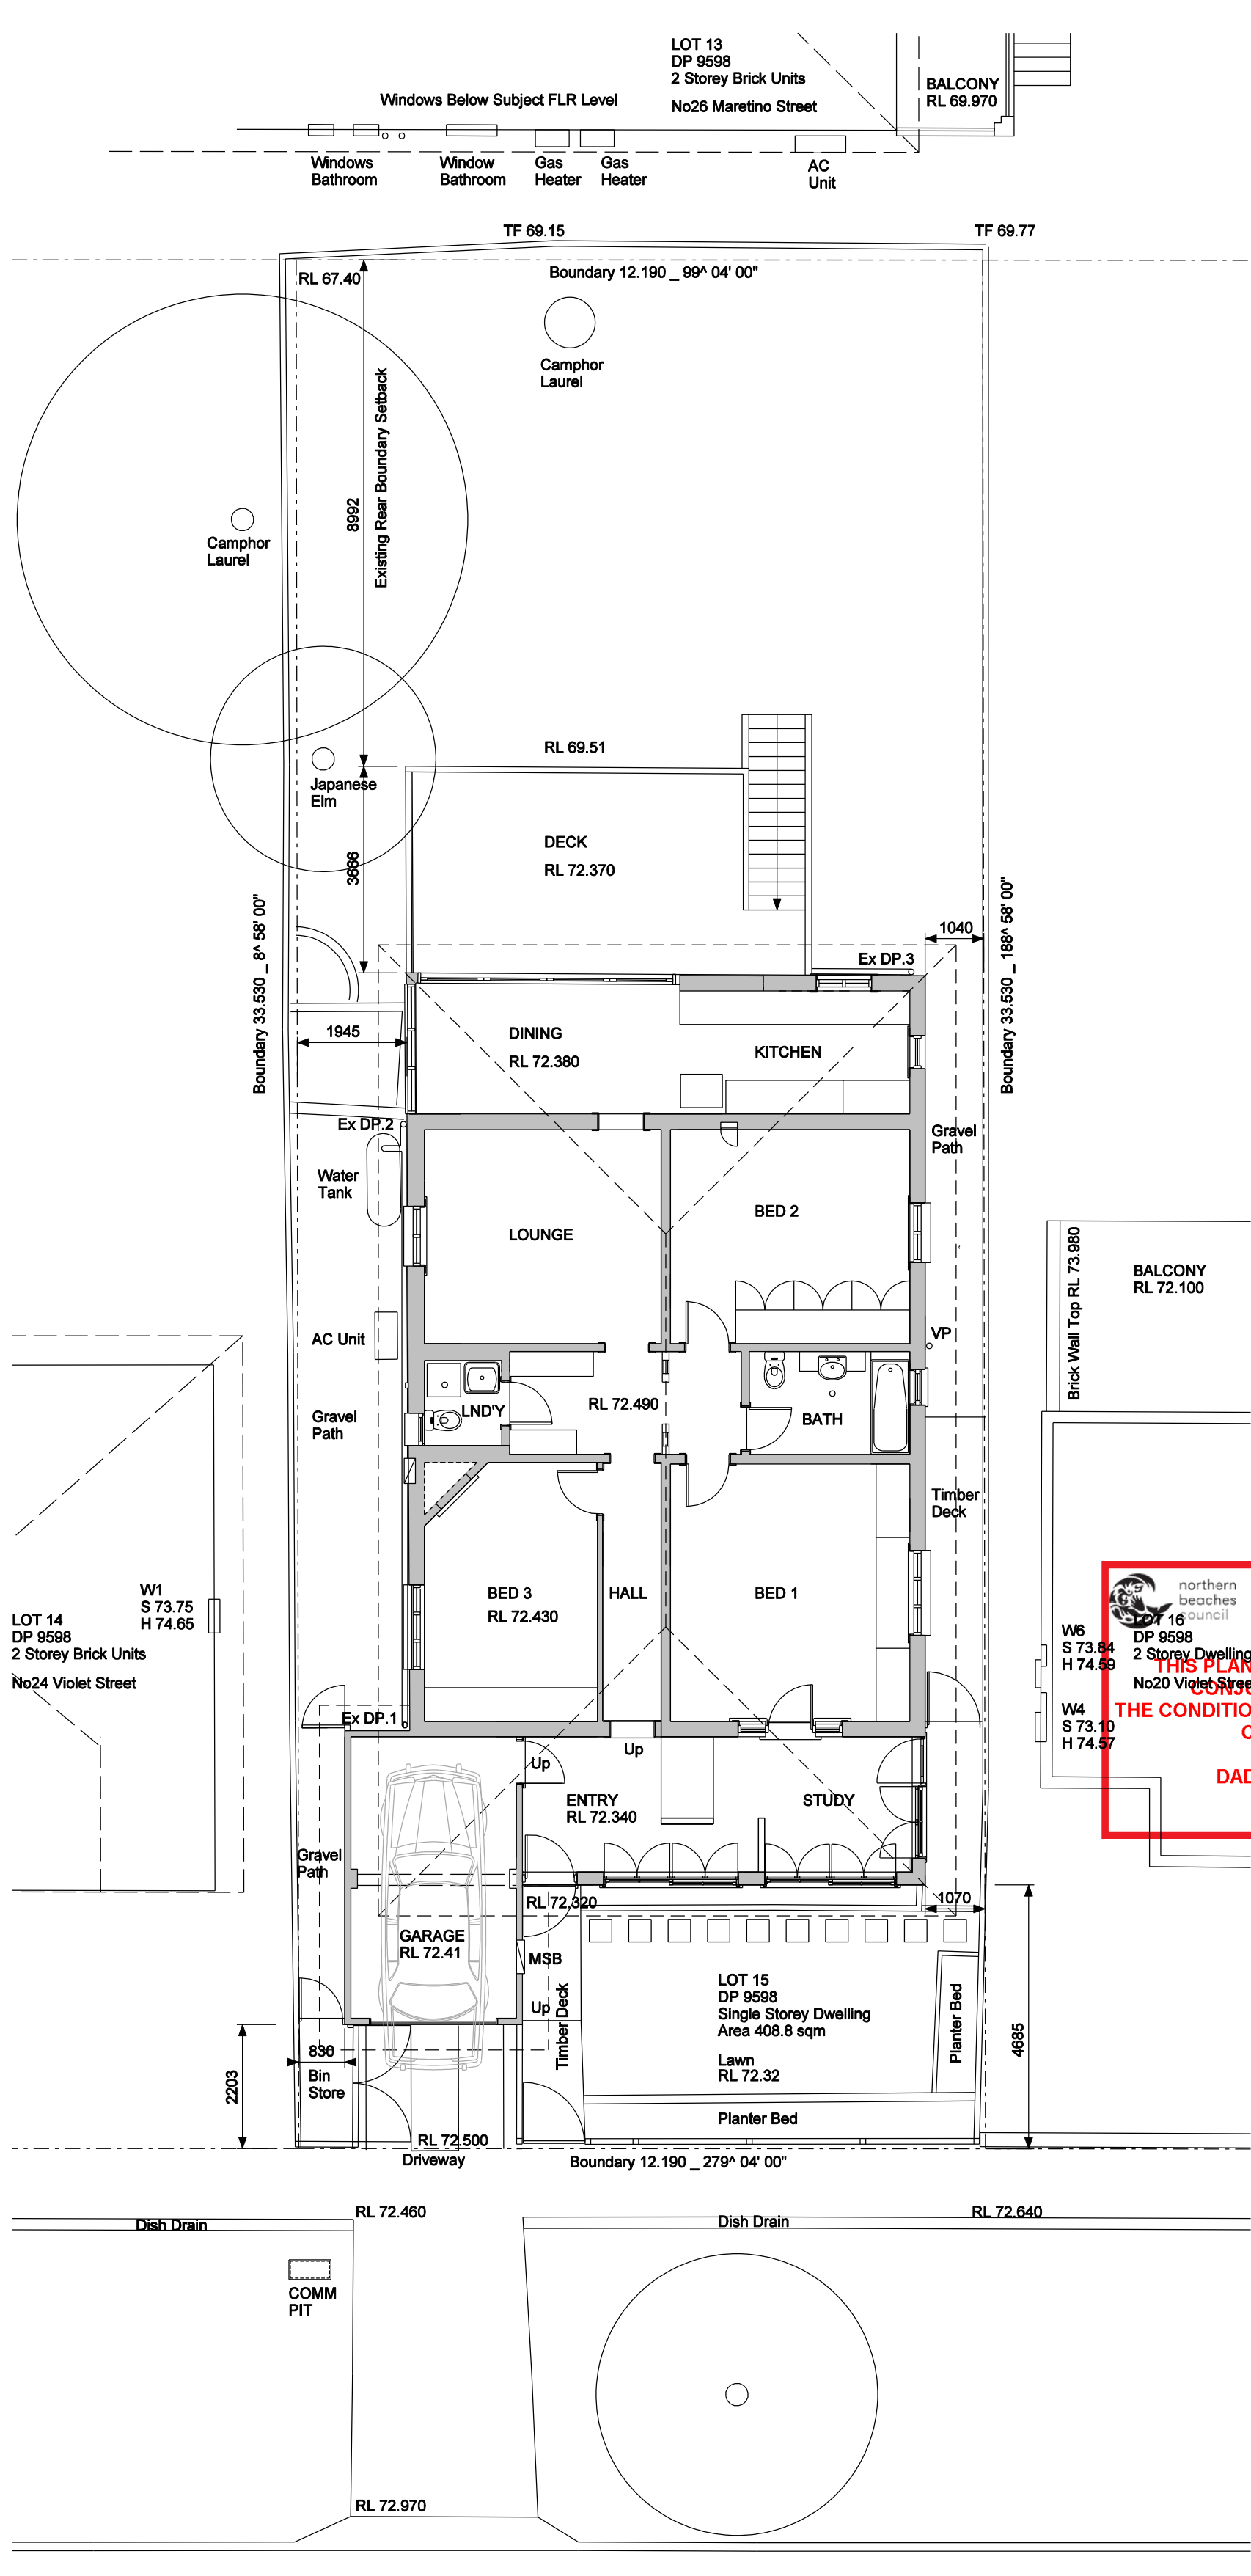 LOT 13
DP 9598
2 Storey Brick Units
No26 Maretino Street
BALCONY
RL 69.970
Windows Below Subject FLR Level
Windows
Bathroom
Window
Bathroom
Gas
Heater
Gas
Heater
AC
Unit
TF 69.15
TF 69.77
RL 67.40
Boundary 12.190 _ 99^ 04' 00"
Camphor
Laurel
Existing Rear Boundary Setback
8992
Camphor
Laurel
RL 69.51
Japanese
Elm
3666
DECK
RL 72.370
Boundary 33.530 _ 8^ 58' 00"
Boundary 33.530 _ 188^ 58' 00"
1040
Ex DP.3
1945
DINING
RL 72.380
KITCHEN
Ex DP.2
Gravel
Path
Water
Tank
LOUNGE
BED 2
Brick Wall Top RL 73.980
BALCONY
RL 72.100
AC Unit
VP
RL 72.490
LND'Y
BATH
Gravel
Path
Timber
Deck
BED 3
RL 72.430
HALL
BED 1
W1
S 73.75
H 74.65
LOT 14
DP 9598
2 Storey Brick Units
No24 Violet Street
northern
beaches
council
LOT 16
DP 9598
2 Storey Dwelling
No20 Violet Stree
W6
S 73.84
H 74.59
W4
S 73.10
H 74.57
THIS PLAN
CONJU
THE CONDITIO
C
DAD
Ex DP.1
Up
Up
ENTRY
RL 72.340
STUDY
Gravel
Path
RL 72.320
1070
GARAGE
RL 72.41
MSB
Up
Timber Deck
LOT 15
DP 9598
Single Storey Dwelling
Area 408.8 sqm
Lawn
RL 72.32
Planter Bed
4685
830
Bin
Store
2203
Planter Bed
RL 72.500
Driveway
Boundary 12.190 _ 279^ 04' 00"
RL 72.460
RL 72.640
Dish Drain
Dish Drain
COMM
PIT
RL 72.970